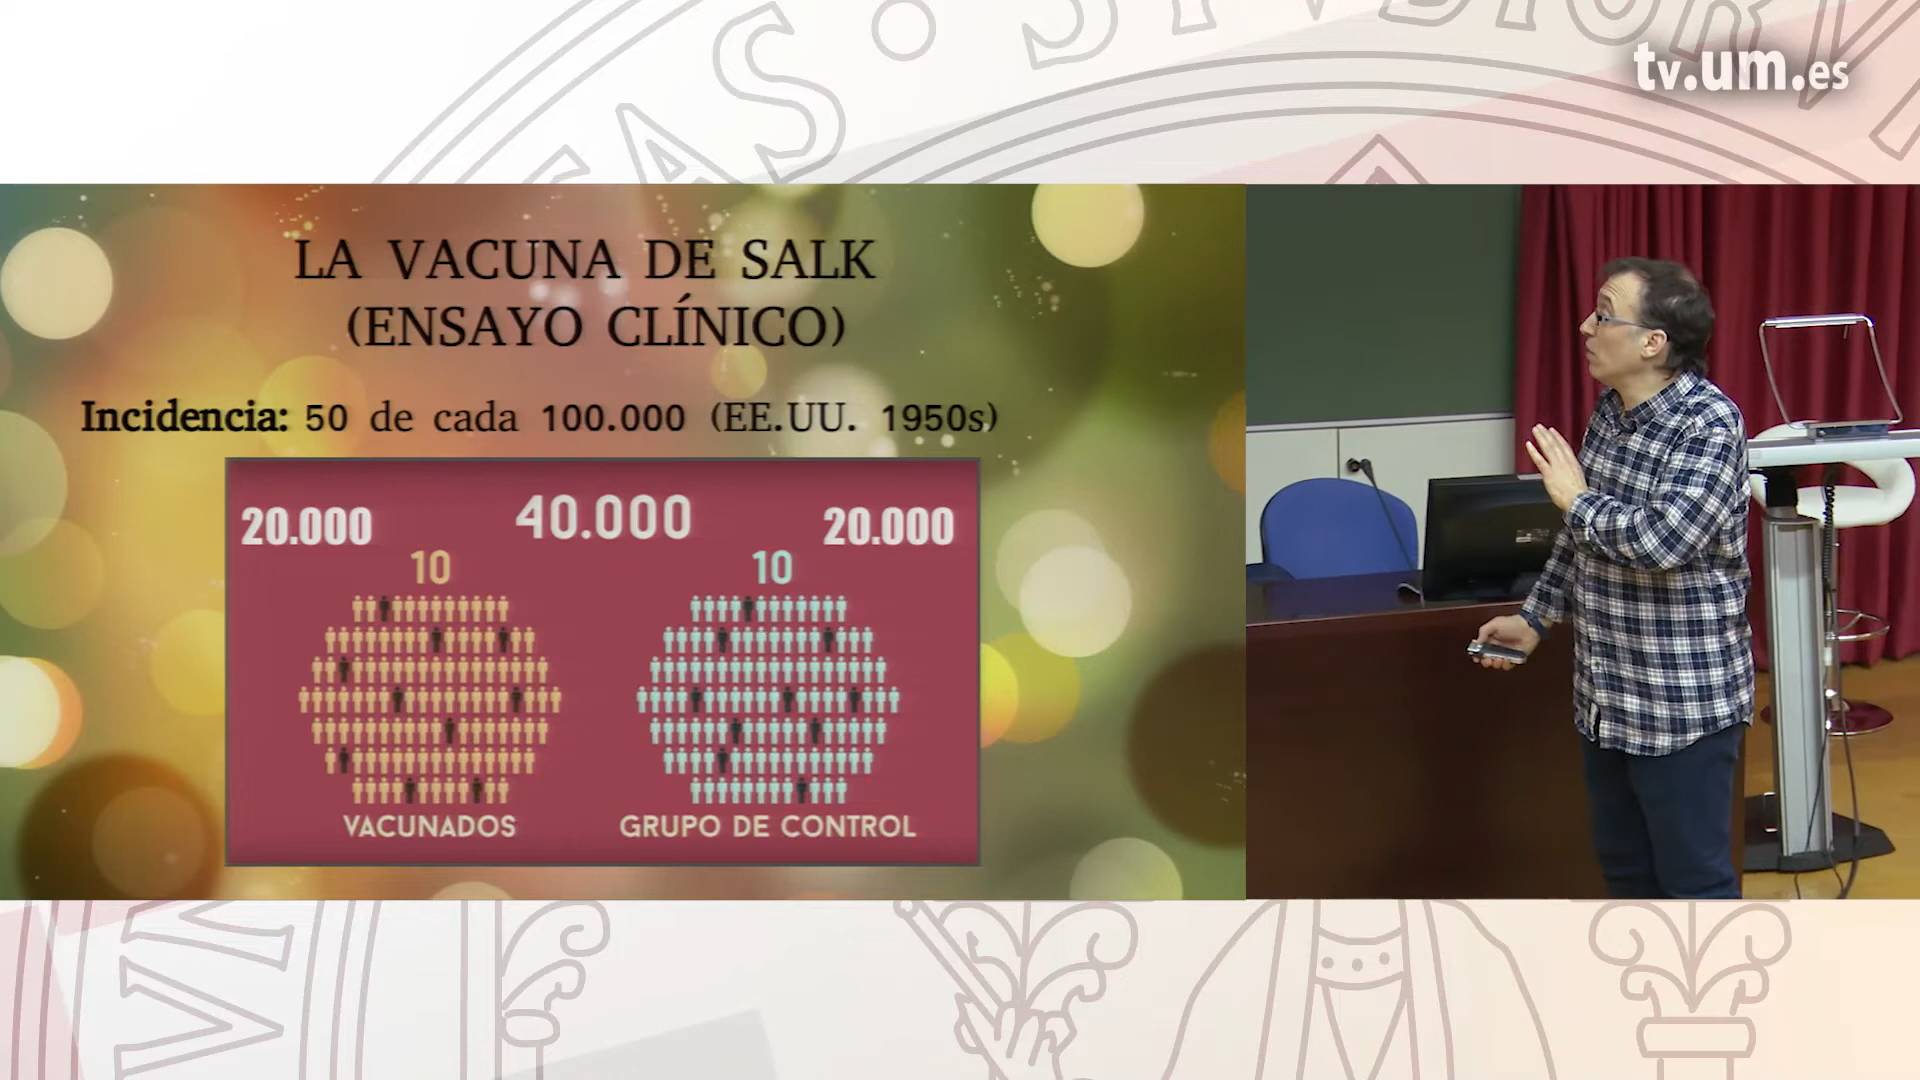 tv.um.es
LA VACUNA DE SALK
(ENSAYO CLÍNICO)
Incidencia: 50 de cada 100.000 (EE.UU. 1950s)
20.000 40.000 20.000
10 10
VACUNADOS GRUPO DE CONTROL